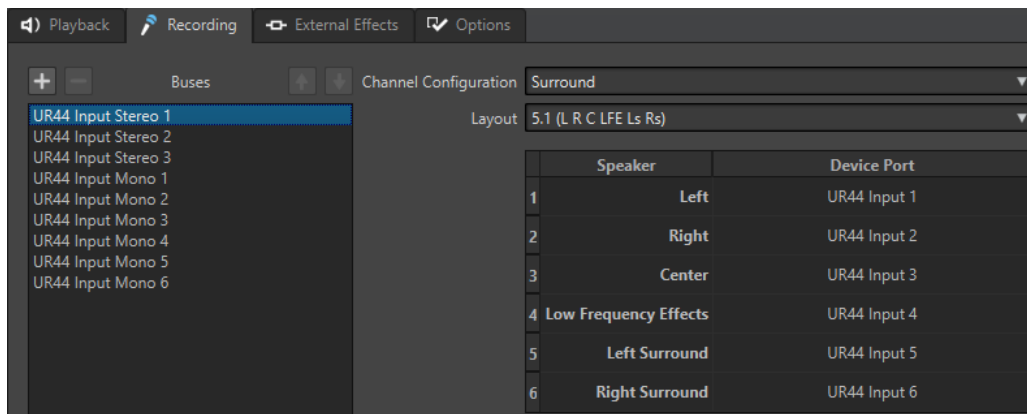 Playback Recording External Effects Options
Buses
UR44 Input Stereo 1
UR44 Input Stereo 2
UR44 Input Stereo 3
UR44 Input Mono 1
UR44 Input Mono 2
UR44 Input Mono 3
UR44 Input Mono 4
UR44 Input Mono 5
UR44 Input Mono 6
Channel Configuration Surround
Layout 5.1 (L R C LFE Ls Rs)
Speaker Device Port
1 Left UR44 Input 1
2 Right UR44 Input 2
3 Center UR44 Input 3
4 Low Frequency Effects UR44 Input 4
5 Left Surround UR44 Input 5
6 Right Surround UR44 Input 6